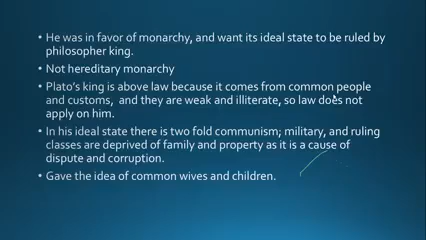 • He was in favor of monarchy, and want its ideal state to be ruled by
philosopher king.
• Not hereditary monarchy
• Plato's king is above law because it comes from common people
and customs, and they are weak and illiterate, so law does not
apply on him.
• In his ideal state there is two fold communism; military, and ruling
classes are deprived of family and property as it is a cause of
dispute and corruption.
• Gave the idea of common wives and children.